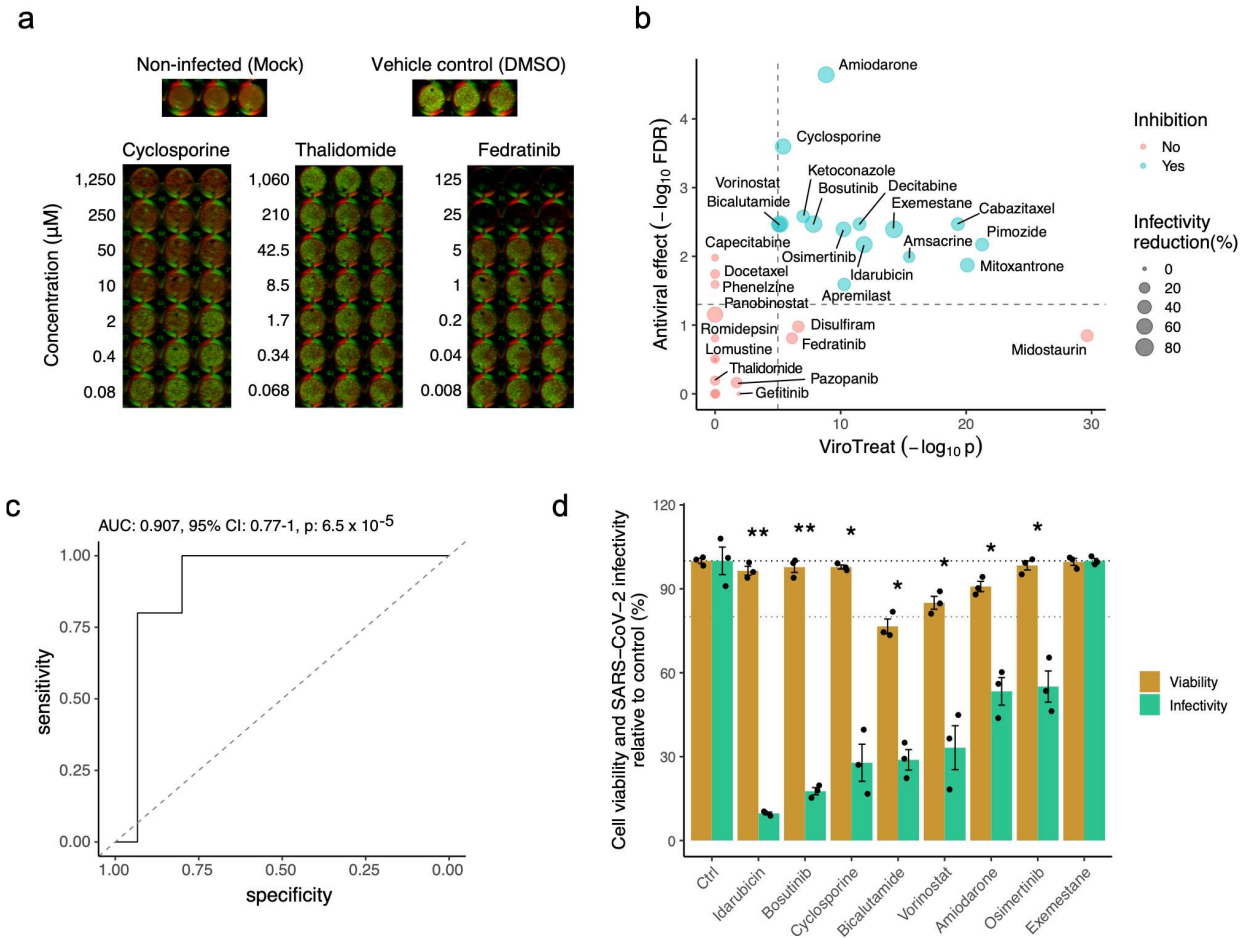 a
Non-infected (Mock)
Vehicle control (DMSO)
Cyclosporine
Thalidomide
Fedratinib
Concentration (µM)
1,250
250
50
10
2
0.4
0.08
1,060
210
42.5
8.5
1.7
0.34
0.068
125
25
5
1
0.2
0.04
0.008
b
Antiviral effect (−log10 FDR)
4
3
2
1
0
Amiodarone
Cyclosporine
Ketoconazole
Vorinostat
Bosutinib
Decitabine
Bicalutamide
Exemestane
Cabazitaxel
Capecitabine
Amsacrine
Pimozide
Osimertinib
Docetaxel
Idarubicin
Mitoxantrone
Phenelzine
Apremilast
Panobinostat
Romidepsin
Disulfiram
Fedratinib
Midostaurin
Lomustine
Thalidomide
Pazopanib
Gefitinib
0
10
20
30
ViroTreat (−log10 p)
Inhibition
No
Yes
Infectivity
reduction(%)
0
20
40
60
80
c
AUC: 0.907, 95% CI: 0.77-1, p: 6.5 x 10-5
sensitivity
1.00
0.75
0.50
0.25
0.00
1.00
0.75
0.50
0.25
0.00
specificity
d
Cell viability and SARS−CoV−2 infectivity
relative to control (%)
120
90
60
30
0
**
**
*
*
*
*
*
Ctrl
Idarubicin
Bosutinib
Cyclosporine
Bicalutamide
Vorinostat
Amiodarone
Osimertinib
Exemestane
Viability
Infectivity